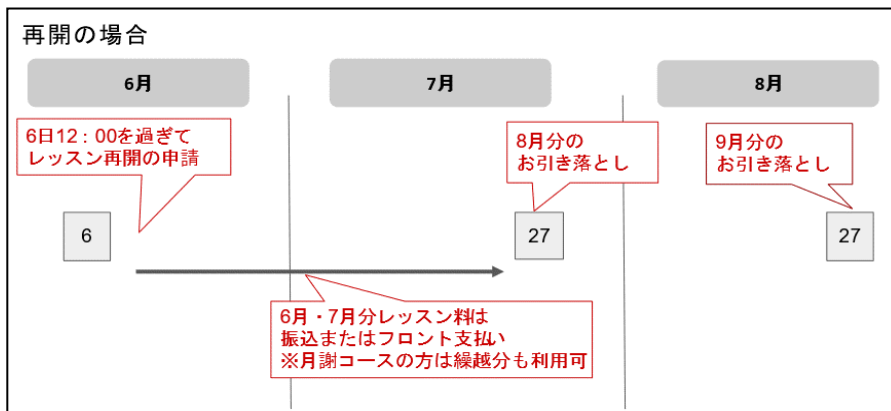 再開の場合
6月
7月
8月
6日12：00を過ぎて
レッスン再開の申請
8月分の
お引き落とし
9月分の
お引き落とし
6
27
27
6月・7月分レッスン料は
振込またはフロント支払い
※月謝コースの方は繰越分も利用可